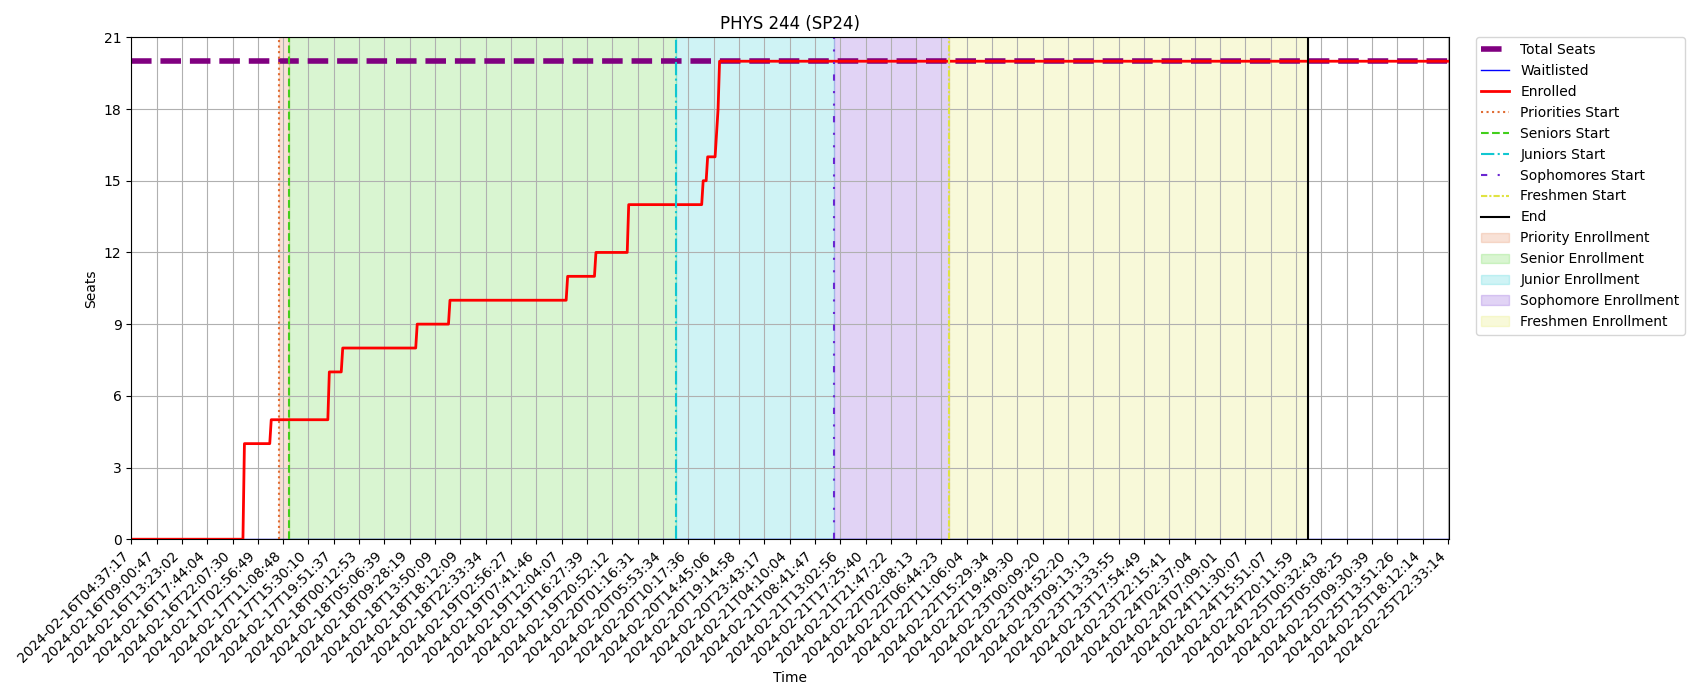 PHYS 244 (SP24)
Seats
21
18
15
12
9
6
3
0
2024-02-16T04:37:17
2024-02-16T09:00:47
2024-02-16T13:23:02
2024-02-16T17:44:04
2024-02-16T22:07:30
2024-02-17T02:56:49
2024-02-17T11:08:48
2024-02-17T15:30:10
2024-02-17T19:51:37
2024-02-18T00:12:53
2024-02-18T05:06:39
2024-02-18T09:28:19
2024-02-18T13:50:09
2024-02-18T18:12:09
2024-02-18T22:33:34
2024-02-19T02:56:27
2024-02-19T07:41:46
2024-02-19T12:04:07
2024-02-19T16:27:39
2024-02-19T20:52:12
2024-02-20T01:16:31
2024-02-20T05:53:34
2024-02-20T10:17:36
2024-02-20T14:45:06
2024-02-20T19:14:58
2024-02-20T23:43:17
2024-02-21T04:10:04
2024-02-21T08:41:47
2024-02-21T13:02:56
2024-02-21T17:25:40
2024-02-21T21:47:22
2024-02-22T02:08:13
2024-02-22T06:44:23
2024-02-22T11:06:04
2024-02-22T15:29:34
2024-02-22T19:49:30
2024-02-23T00:09:20
2024-02-23T04:52:20
2024-02-23T09:13:13
2024-02-23T13:33:55
2024-02-23T17:54:49
2024-02-23T22:15:41
2024-02-24T02:37:04
2024-02-24T07:09:01
2024-02-24T11:30:07
2024-02-24T15:51:07
2024-02-24T20:11:59
2024-02-25T00:32:43
2024-02-25T05:08:25
2024-02-25T09:30:39
2024-02-25T13:51:26
2024-02-25T18:12:14
2024-02-25T22:33:14
Time
Total Seats
Waitlisted
Enrolled
Priorities Start
Seniors Start
Juniors Start
Sophomores Start
Freshmen Start
End
Priority Enrollment
Senior Enrollment
Junior Enrollment
Sophomore Enrollment
Freshmen Enrollment